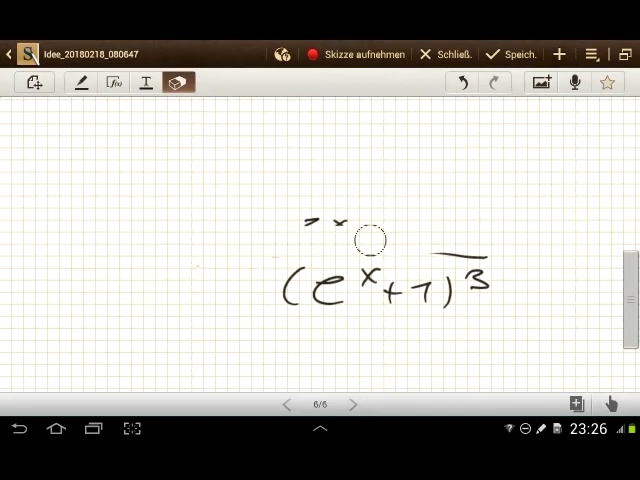 Idee_20180218_080647
Skizze aufnehmen
Schließ.
Speich.
f(x)
T
(e^x+1)^3
6/6
23:26